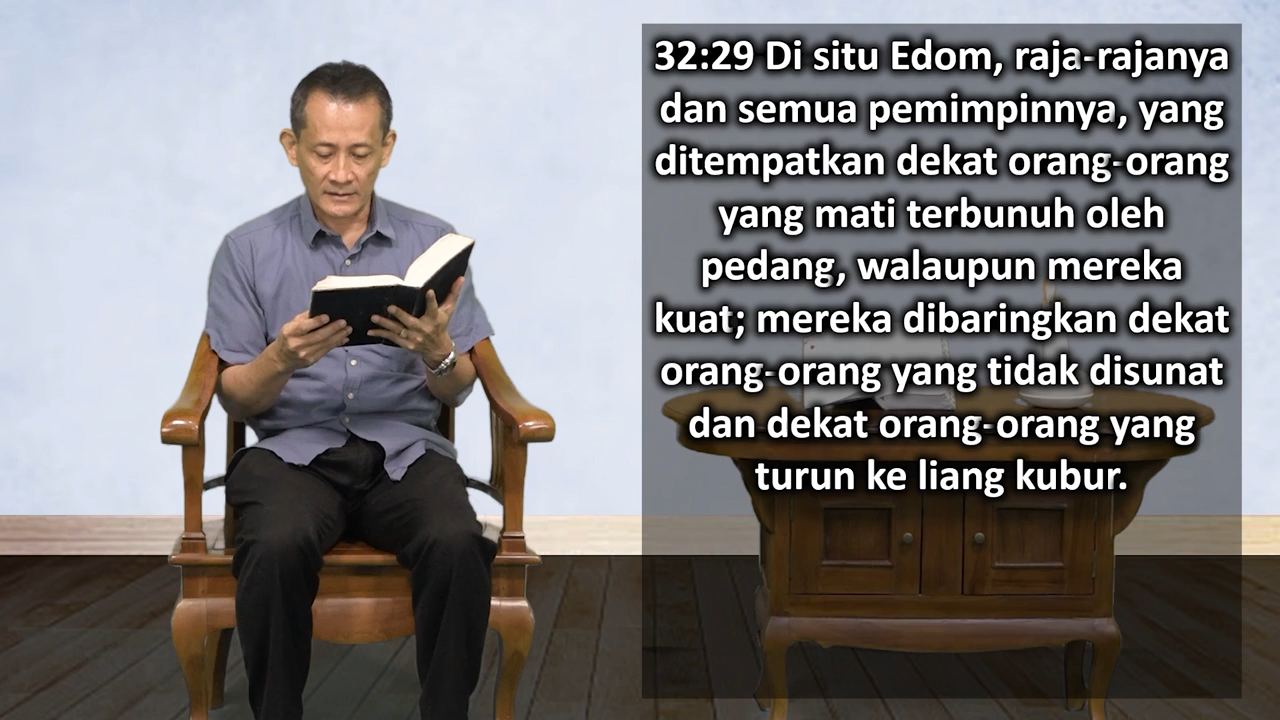 32:29 Di situ Edom, raja-rajanya
dan semua pemimpinnya, yang
ditempatkan dekat orang-orang
yang mati terbunuh oleh
pedang, walaupun mereka
kuat; mereka dibaringkan dekat
orang-orang yang tidak disunat
dan dekat orang-orang yang
turun ke liang kubur.